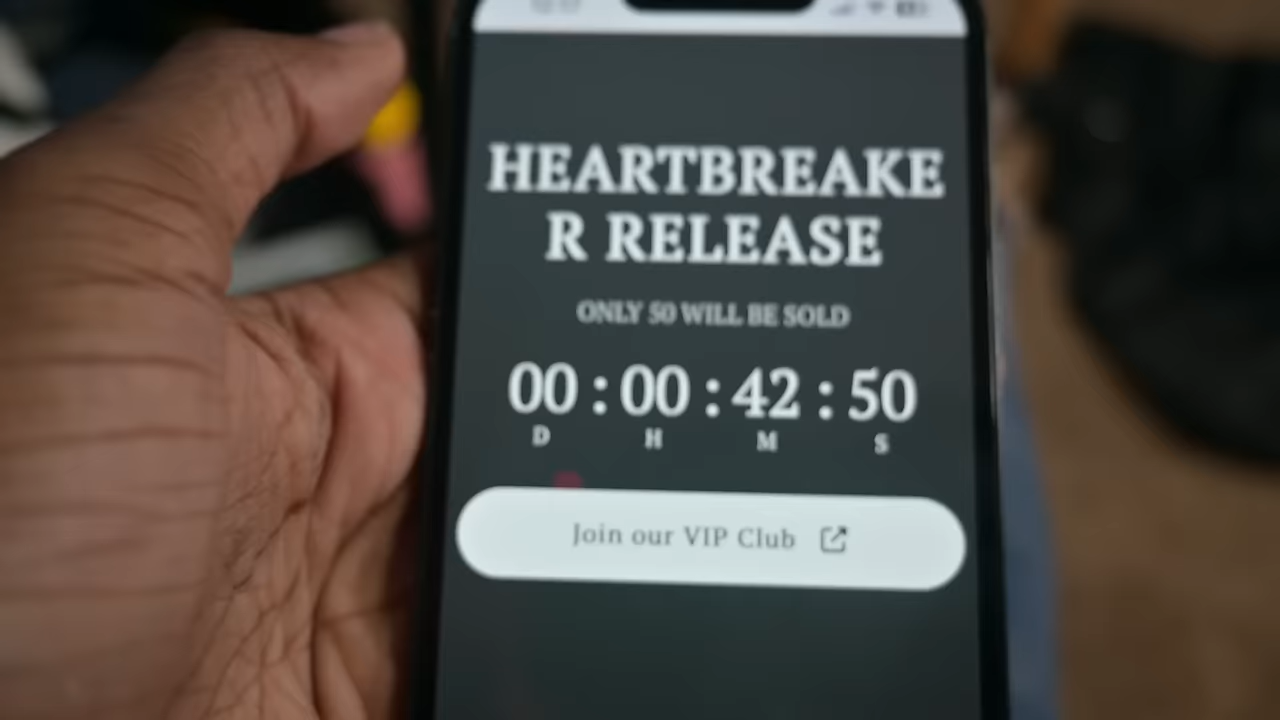 HEARTBREAKE
R RELEASE
ONLY 50 WILL BE SOLD
00 : 00 : 42 : 50
D H M S
Join our VIP Club